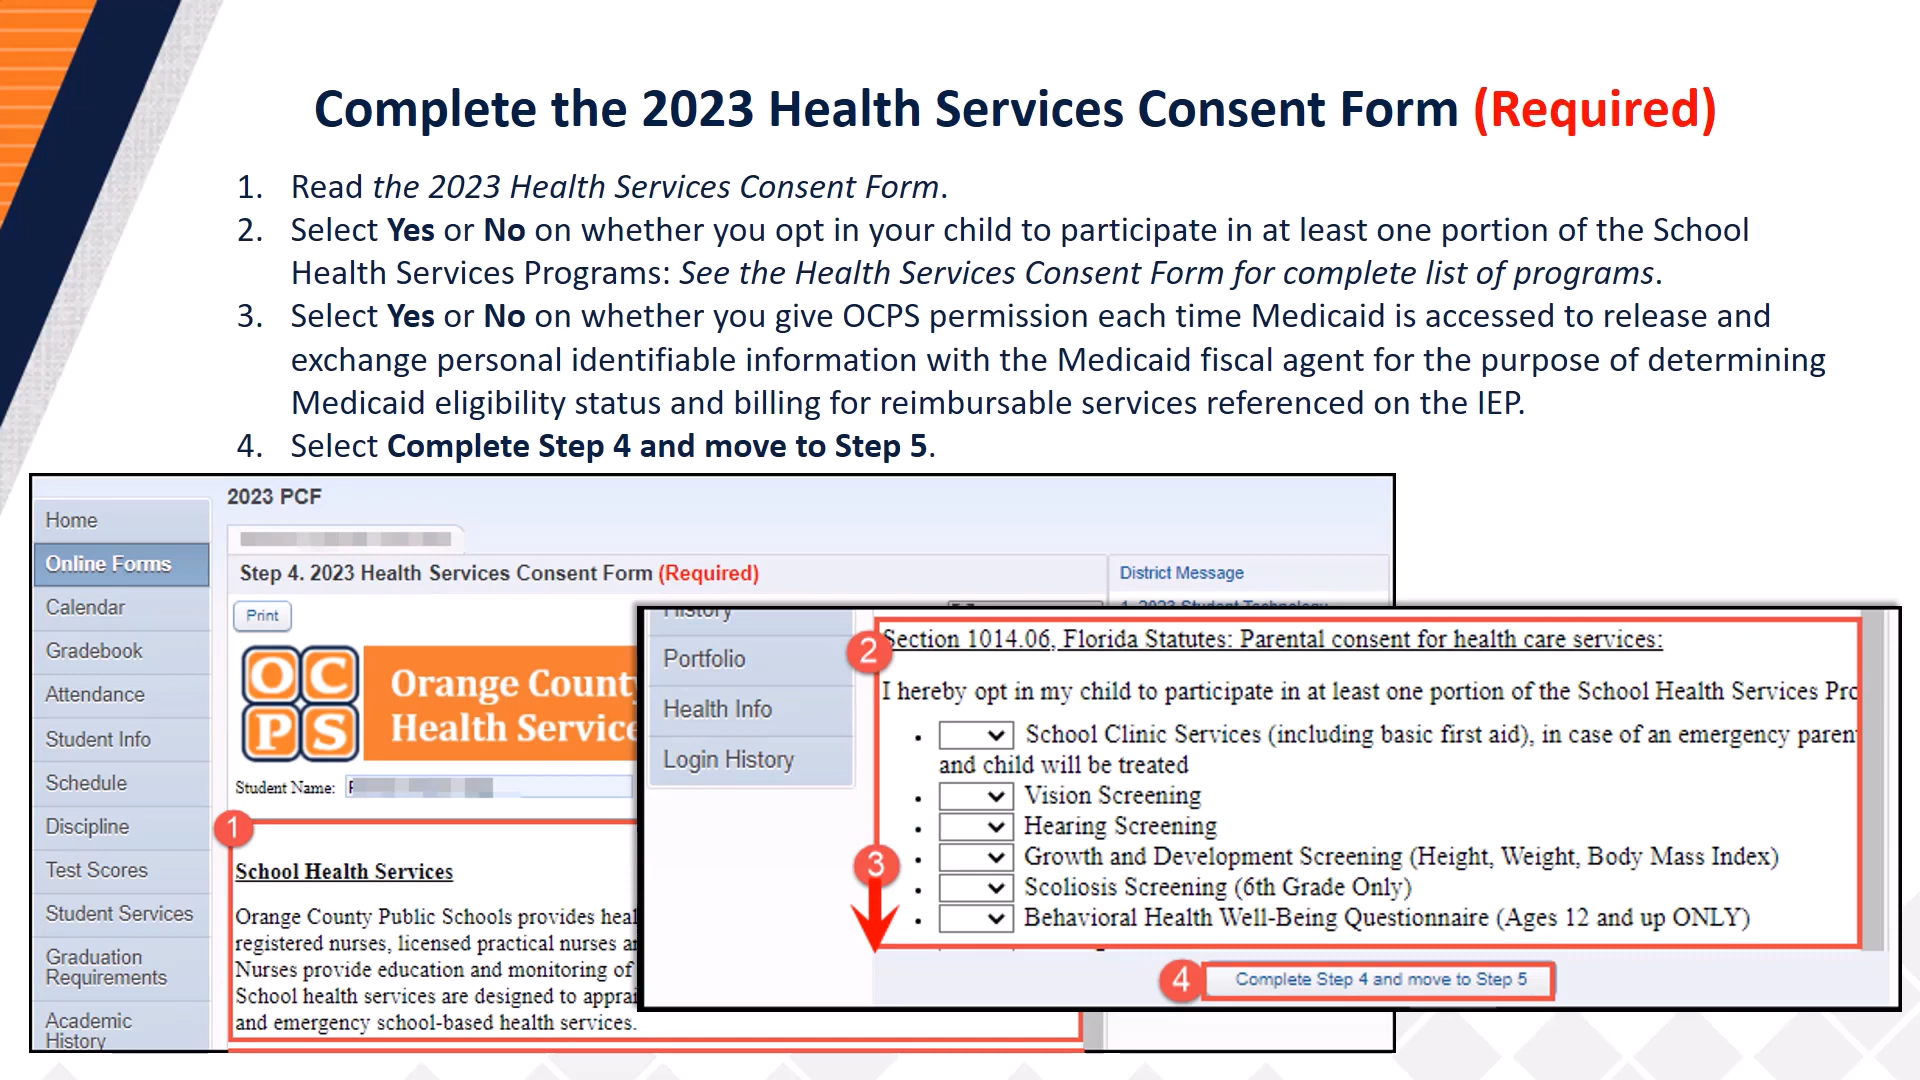 Complete the 2023 Health Services Consent Form (Required)
1. Read the 2023 Health Services Consent Form.
2. Select Yes or No on whether you opt in your child to participate in at least one portion of the School
Health Services Programs: See the Health Services Consent Form for complete list of programs.
3. Select Yes or No on whether you give OCPS permission each time Medicaid is accessed to release and
exchange personal identifiable information with the Medicaid fiscal agent for the purpose of determining
Medicaid eligibility status and billing for reimbursable services referenced on the IEP.
4. Select Complete Step 4 and move to Step 5.
2023 PCF
Home
Online Forms
Calendar
Gradebook
Attendance
Student Info
Schedule
Discipline
Test Scores
Student Services
Graduation
Requirements
Academic
History
Step 4. 2023 Health Services Consent Form (Required)
District Message
1. 2023 Student Technology
Print
OC
PS
Orange County
Health Service
Student Name:
1
School Health Services
Orange County Public Schools provides heal
registered nurses, licensed practical nurses a
Nurses provide education and monitoring of
School health services are designed to apprai
and emergency school-based health services.
History
Portfolio
Health Info
Login History
2
Section 1014.06, Florida Statutes: Parental consent for health care services:
I hereby opt in my child to participate in at least one portion of the School Health Services Pro
• School Clinic Services (including basic first aid), in case of an emergency paren
and child will be treated
• Vision Screening
• Hearing Screening
3
• Growth and Development Screening (Height, Weight, Body Mass Index)
• Scoliosis Screening (6th Grade Only)
• Behavioral Health Well-Being Questionnaire (Ages 12 and up ONLY)
4
Complete Step 4 and move to Step 5